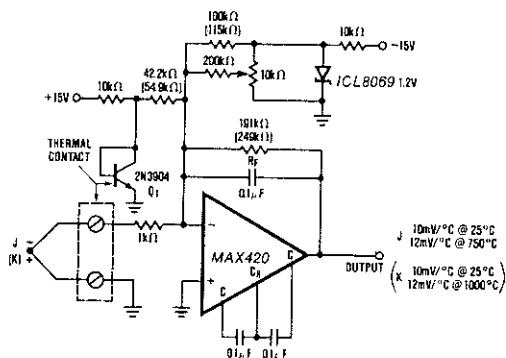 100kΩ
(115kΩ)
10kΩ
−15V
200kΩ
10kΩ
ICL8069 1.2V
+15V
10kΩ
42.2kΩ
(54.9kΩ)
THERMAL
CONTACT
2N3904
Q1
191kΩ
(249kΩ)
RF
0.1μF
J −
(K) +
1kΩ
−
+
MAX420
C
CR
C
OUTPUT
J 10mV/°C @ 25°C
12mV/°C @ 750°C
(K 10mV/°C @ 25°C
12mV/°C @ 1000°C)
0.1μF
0.1μF